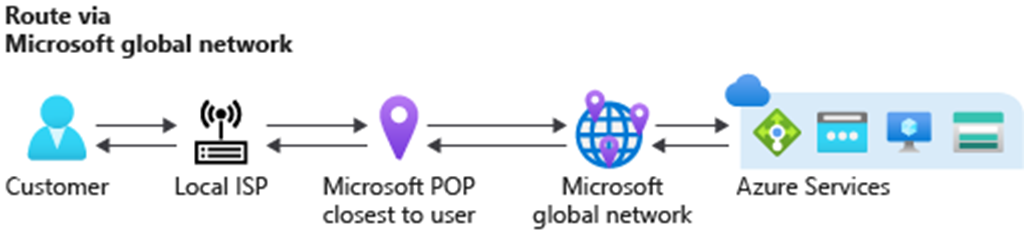 Route via
Microsoft global network
Customer
Local ISP
Microsoft POP
closest to user
Microsoft
global network
Azure Services